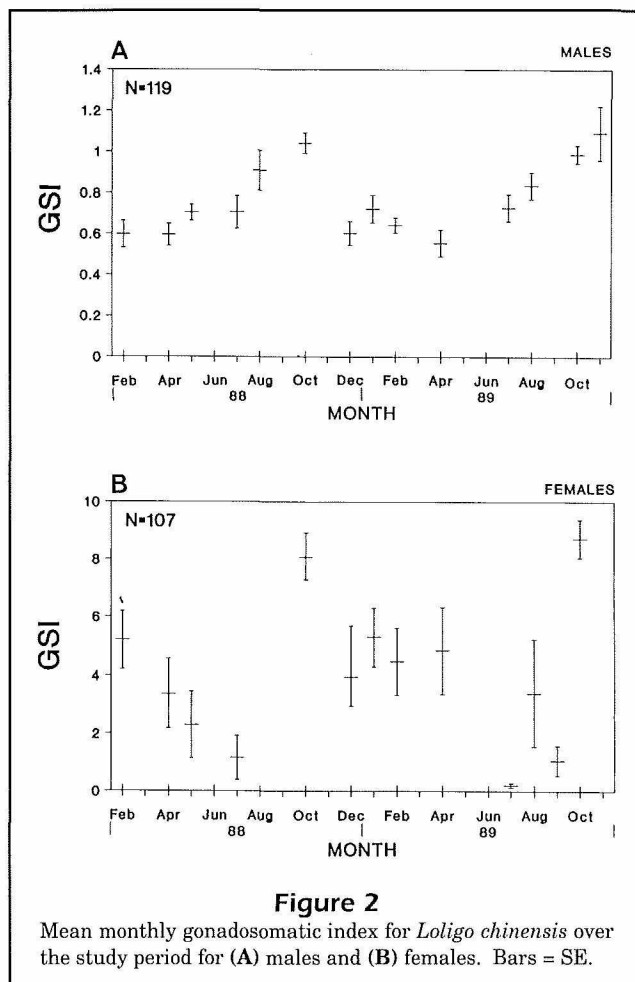 A MALES
1.4
N=119
1.2
1
0.8
0.6
0.4
0.2
0
GSI
Feb Apr Jun Aug Oct Dec Feb Apr Jun Aug Oct
88 89
MONTH
B FEMALES
10
N=107
8
6
4
2
0
GSI
Feb Apr Jun Aug Oct Dec Feb Apr Jun Aug Oct
88 89
MONTH
Figure 2
Mean monthly gonadosomatic index for Loligo chinensis over
the study period for (A) males and (B) females. Bars = SE.